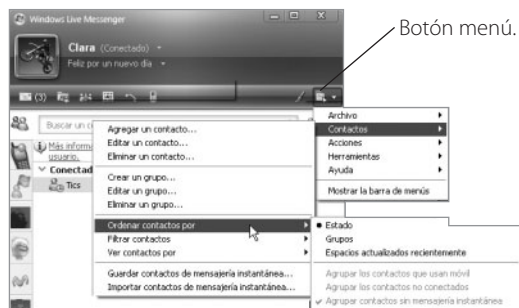 Windows Live Messenger
Botón menú.
Clara (Conectado)
Feliz por un nuevo día
(3)
Buscar un c
Más inform
usuario.
Conectad
Tics
Archivo
Contactos
Acciones
Herramientas
Ayuda
Mostrar la barra de menús
Agregar un contacto...
Editar un contacto...
Eliminar un contacto...
Crear un grupo...
Editar un grupo...
Eliminar un grupo...
Ordenar contactos por
Filtrar contactos
Ver contactos por
Guardar contactos de mensajería instantánea...
Importar contactos de mensajería instantánea...
Estado
Grupos
Espacios actualizados recientemente
Agrupar los contactos que usan móvil
Agrupar los contactos no conectados
Agrupar contactos sin mensajería instantánea